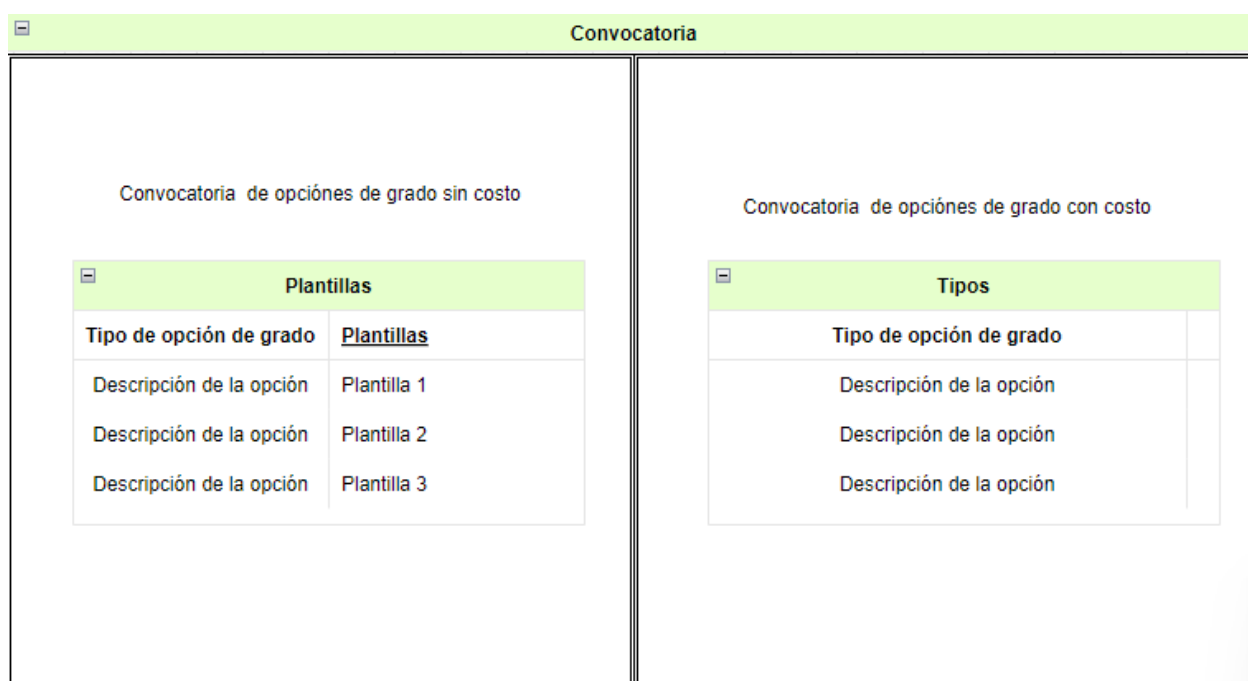 Convocatoria
Convocatoria de opciónes de grado sin costo
Plantillas
Tipo de opción de grado Plantillas
Descripción de la opción Plantilla 1
Descripción de la opción Plantilla 2
Descripción de la opción Plantilla 3
Convocatoria de opciónes de grado con costo
Tipos
Tipo de opción de grado
Descripción de la opción
Descripción de la opción
Descripción de la opción